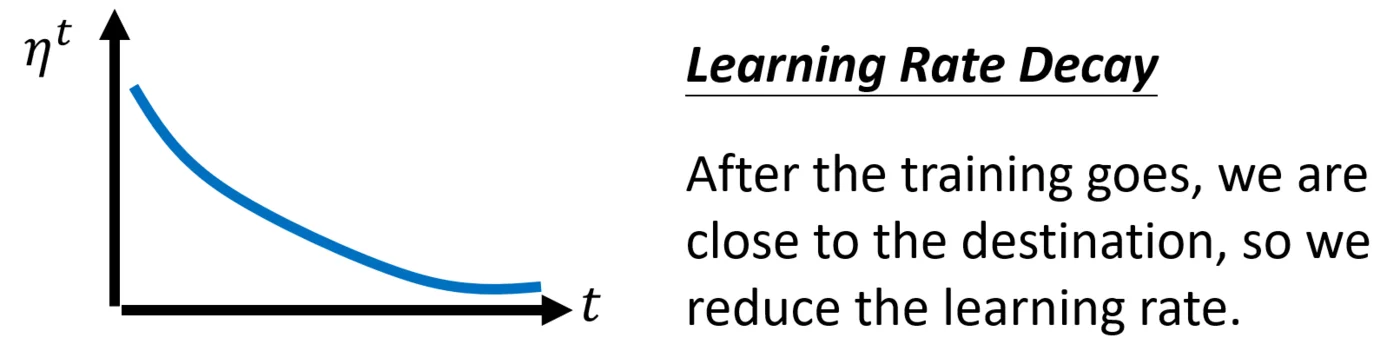 η^t
t
Learning Rate Decay
After the training goes, we are
close to the destination, so we
reduce the learning rate.